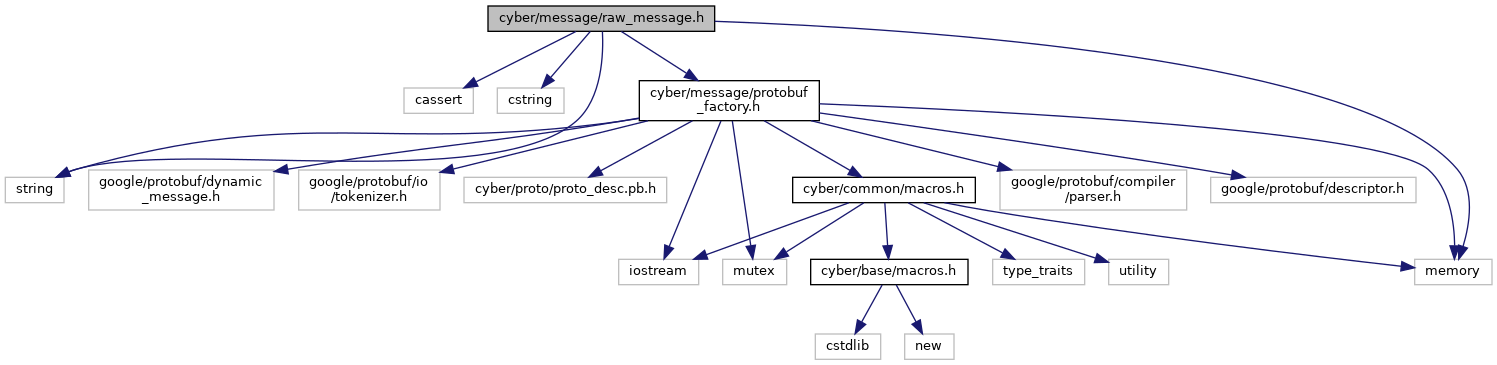 cyber/message/raw_message.h
cassert
cstring
cyber/message/protobuf
_factory.h
string
google/protobuf/dynamic
_message.h
google/protobuf/io
/tokenizer.h
cyber/proto/proto_desc.pb.h
cyber/common/macros.h
google/protobuf/compiler
/parser.h
google/protobuf/descriptor.h
iostream
mutex
cyber/base/macros.h
type_traits
utility
memory
cstdlib
new